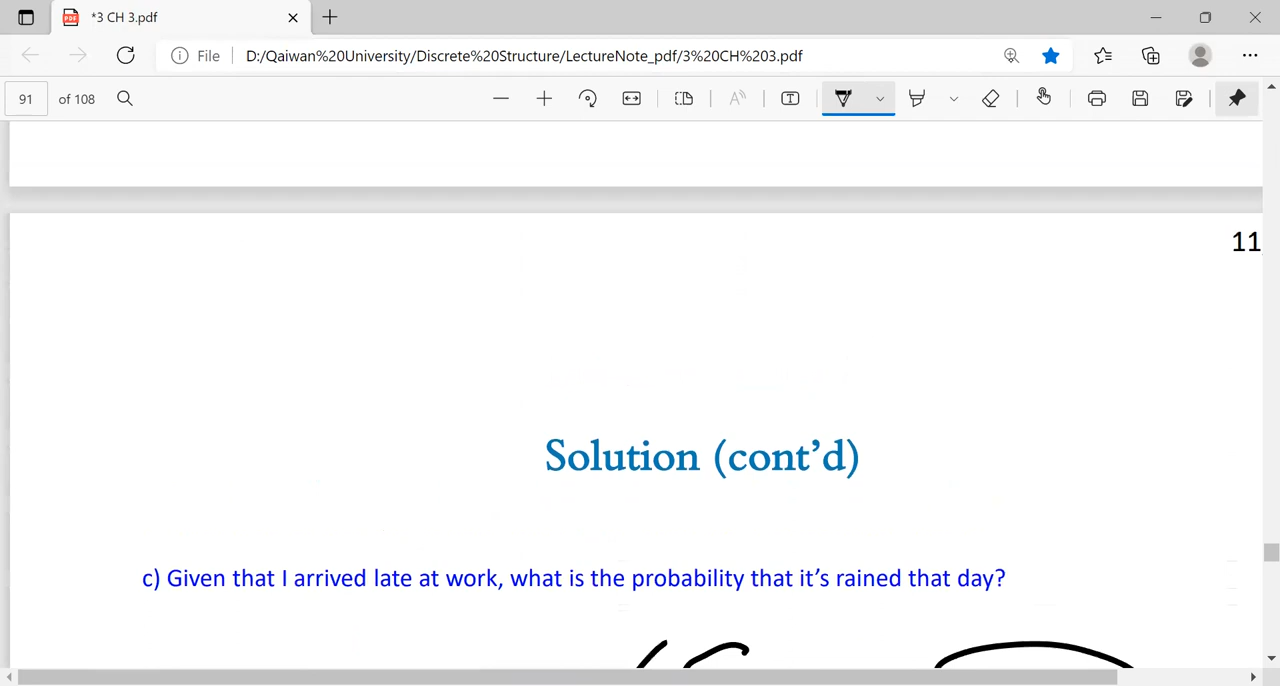 *3 CH 3.pdf
File
D:/Qaiwan%20University/Discrete%20Structure/LectureNote_pdf/3%20CH%203.pdf
91 of 108
11
Solution (cont’d)
c) Given that I arrived late at work, what is the probability that it’s rained that day?